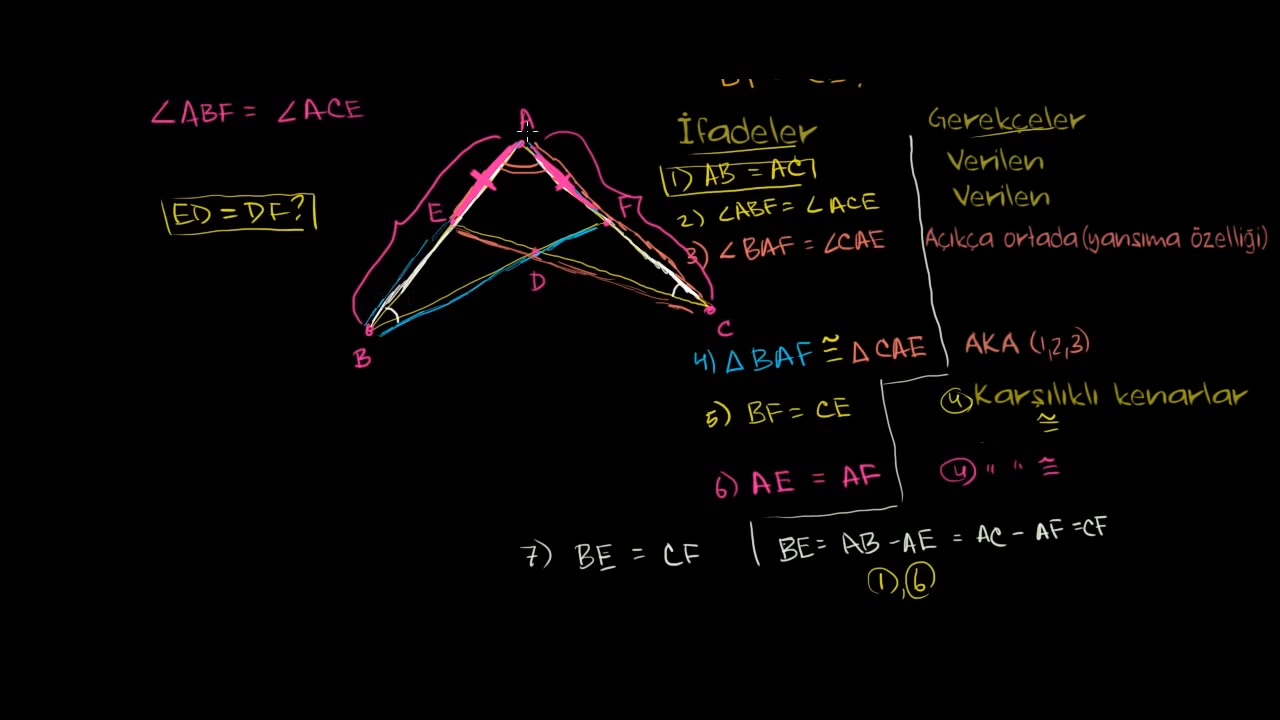 ∠ABF = ∠ACE
ED = DF?
A
E
F
D
B
C
İfadeler
Gerekçeler
1) AB = AC
Verilen
2) ∠ABF = ∠ACE
Verilen
3) ∠BAF = ∠CAE
Açıkça ortada (yansıma özelliği)
4) Δ BAF ≅ Δ CAE
AKA (1,2,3)
5) BF = CE
4 Karşılıklı kenarlar
≅
6) AE = AF
4 " " ≅
7) BE = CF
BE = AB - AE = AC - AF = CF
1, 6